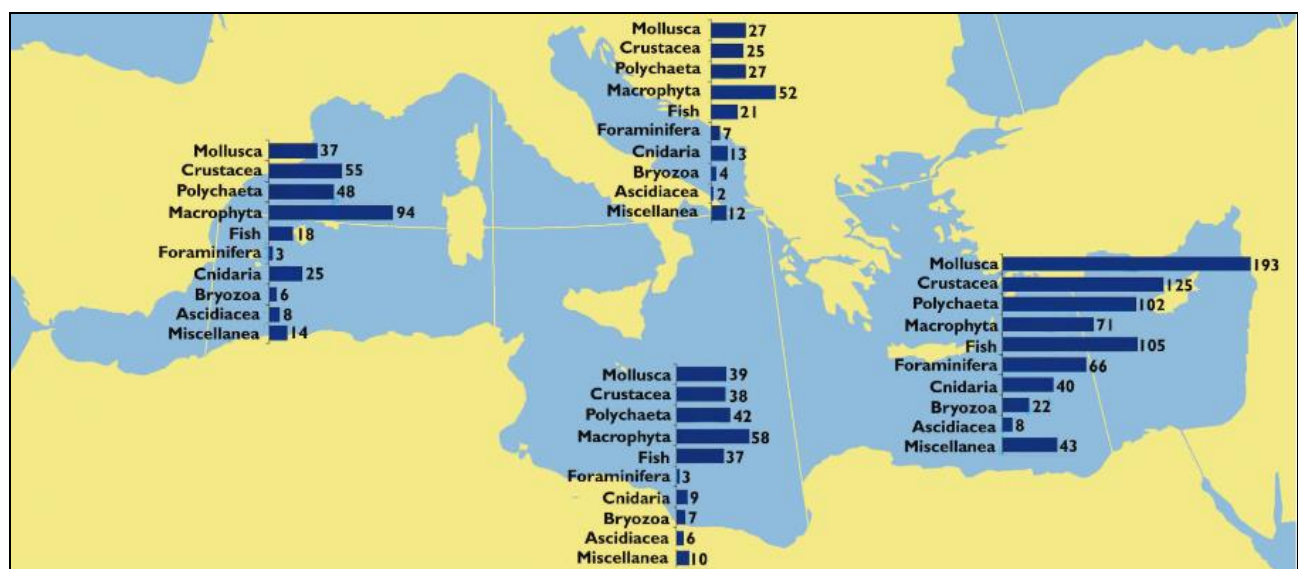 Mollusca 27
Crustacea 25
Polychaeta 27
Macrophyta 52
Fish 21
Foraminifera 7
Cnidaria 13
Bryozoa 4
Ascidiacea 2
Miscellanea 12
Mollusca 37
Crustacea 55
Polychaeta 48
Macrophyta 94
Fish 18
Foraminifera 3
Cnidaria 25
Bryozoa 6
Ascidiacea 8
Miscellanea 14
Mollusca 193
Crustacea 125
Polychaeta 102
Macrophyta 71
Fish 105
Foraminifera 66
Cnidaria 40
Bryozoa 22
Ascidiacea 8
Miscellanea 43
Mollusca 39
Crustacea 38
Polychaeta 42
Macrophyta 58
Fish 37
Foraminifera 3
Cnidaria 9
Bryozoa 7
Ascidiacea 6
Miscellanea 10